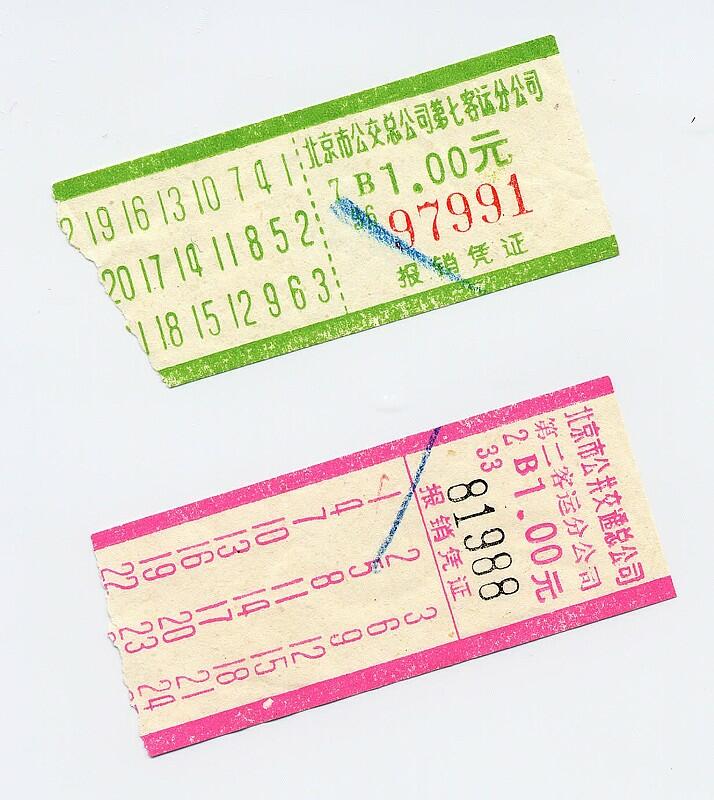 北京市公交总公司第七客运分公司
7 B1.00元
36 97991
报销凭证
19 16 13 10 7 4 1
20 17 14 11 8 5 2
18 15 12 9 6 3
北京市公共交通总公司
第二客运分公司
2 B1.00元
33 81988
报销凭证
1 2 3
4 5 6
7 8 9
10 11 12
13 14 15
16 17 18
19 20 21
22 23 24